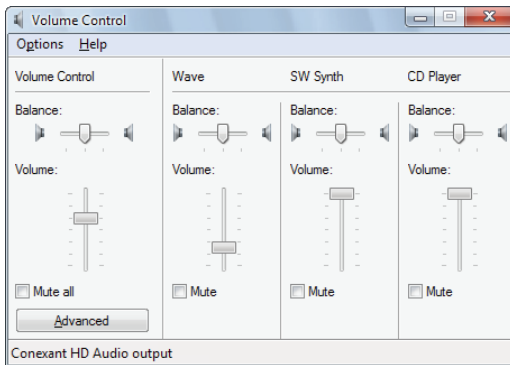 Volume Control
Options Help
Volume Control Wave SW Synth CD Player
Balance: Balance: Balance: Balance:
Volume: Volume: Volume: Volume:
Mute all Mute Mute Mute
Advanced
Conexant HD Audio output